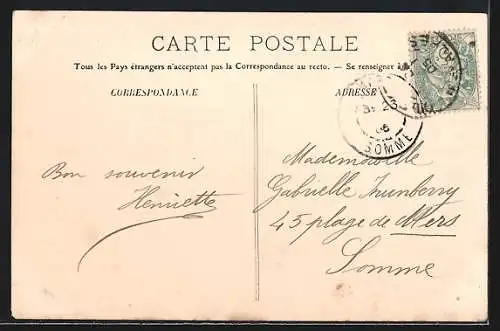 CARTE POSTALE
Tous les Pays étrangers n'acceptent pas la Correspondance au recto. — Se renseigner à
CORRESPONDANCE
ADRESSE
SOMME
Bon souvenir
Henriette
Mademoiselle
Gabrielle
45 plage de Mers
Somme